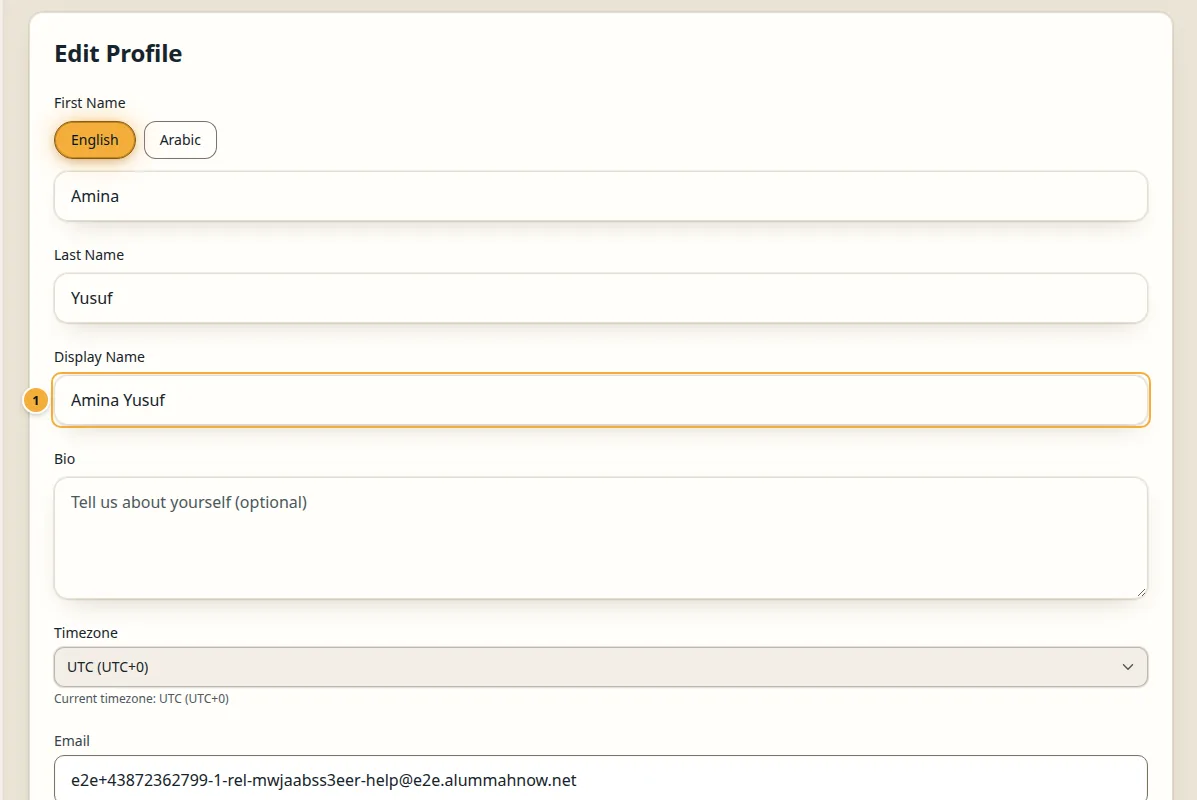 Edit Profile
First Name
English
Arabic
Amina
Last Name
Yusuf
Display Name
1
Amina Yusuf
Bio
Tell us about yourself (optional)
Timezone
UTC (UTC+0)
Current timezone: UTC (UTC+0)
Email
e2e+43872362799-1-rel-mwjaabss3eer-help@e2e.alummahnow.net